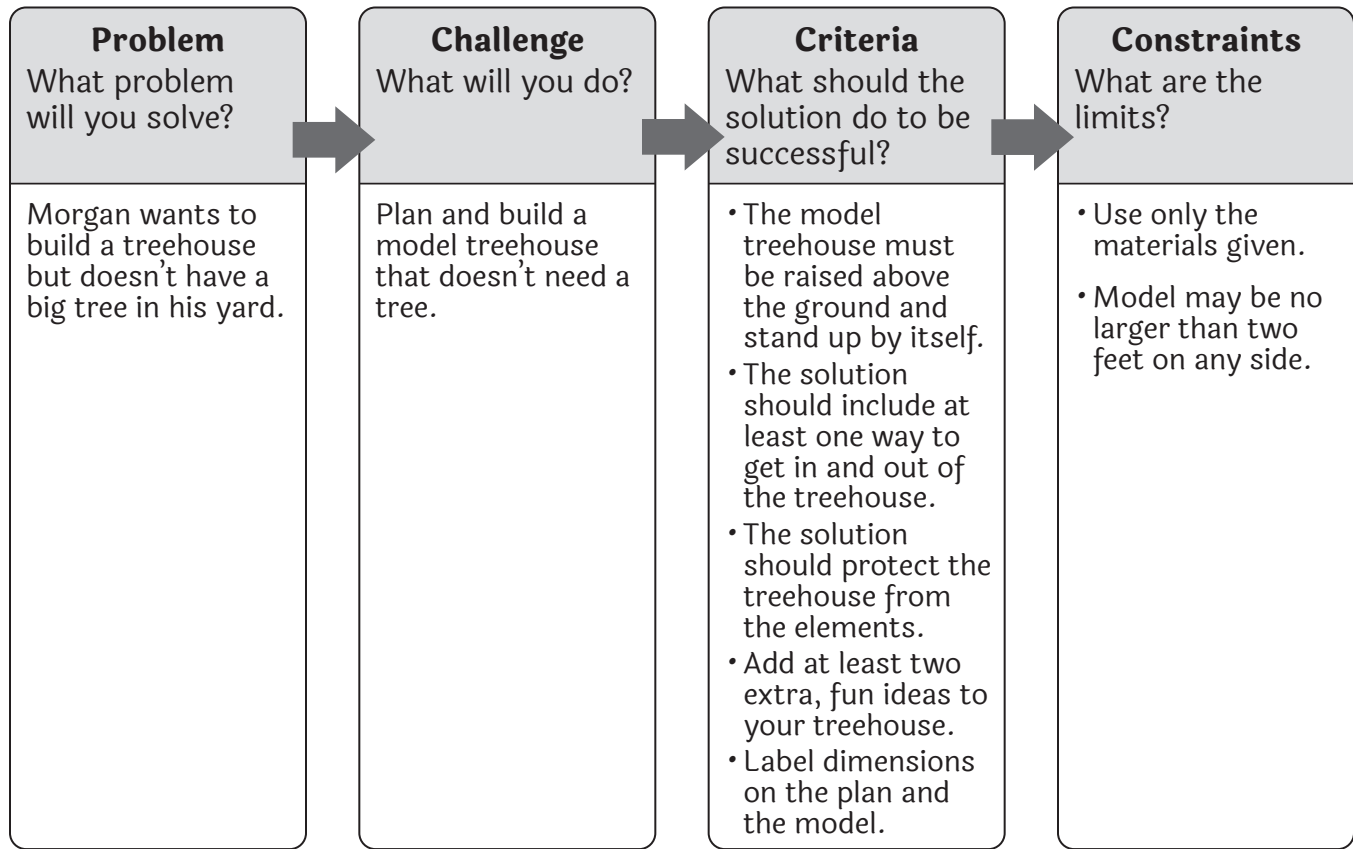 Problem
What problem
will you solve?
Morgan wants to
build a treehouse
but doesn't have a
big tree in his yard.
Challenge
What will you do?
Plan and build a
model treehouse
that doesn't need a
tree.
Criteria
What should the
solution do to be
successful?
• The model
treehouse must
be raised above
the ground and
stand up by itself.
• The solution
should include at
least one way to
get in and out of
the treehouse.
• The solution
should protect the
treehouse from
the elements.
• Add at least two
extra, fun ideas to
your treehouse.
• Label dimensions
on the plan and
the model.
Constraints
What are the
limits?
• Use only the
materials given.
• Model may be no
larger than two
feet on any side.